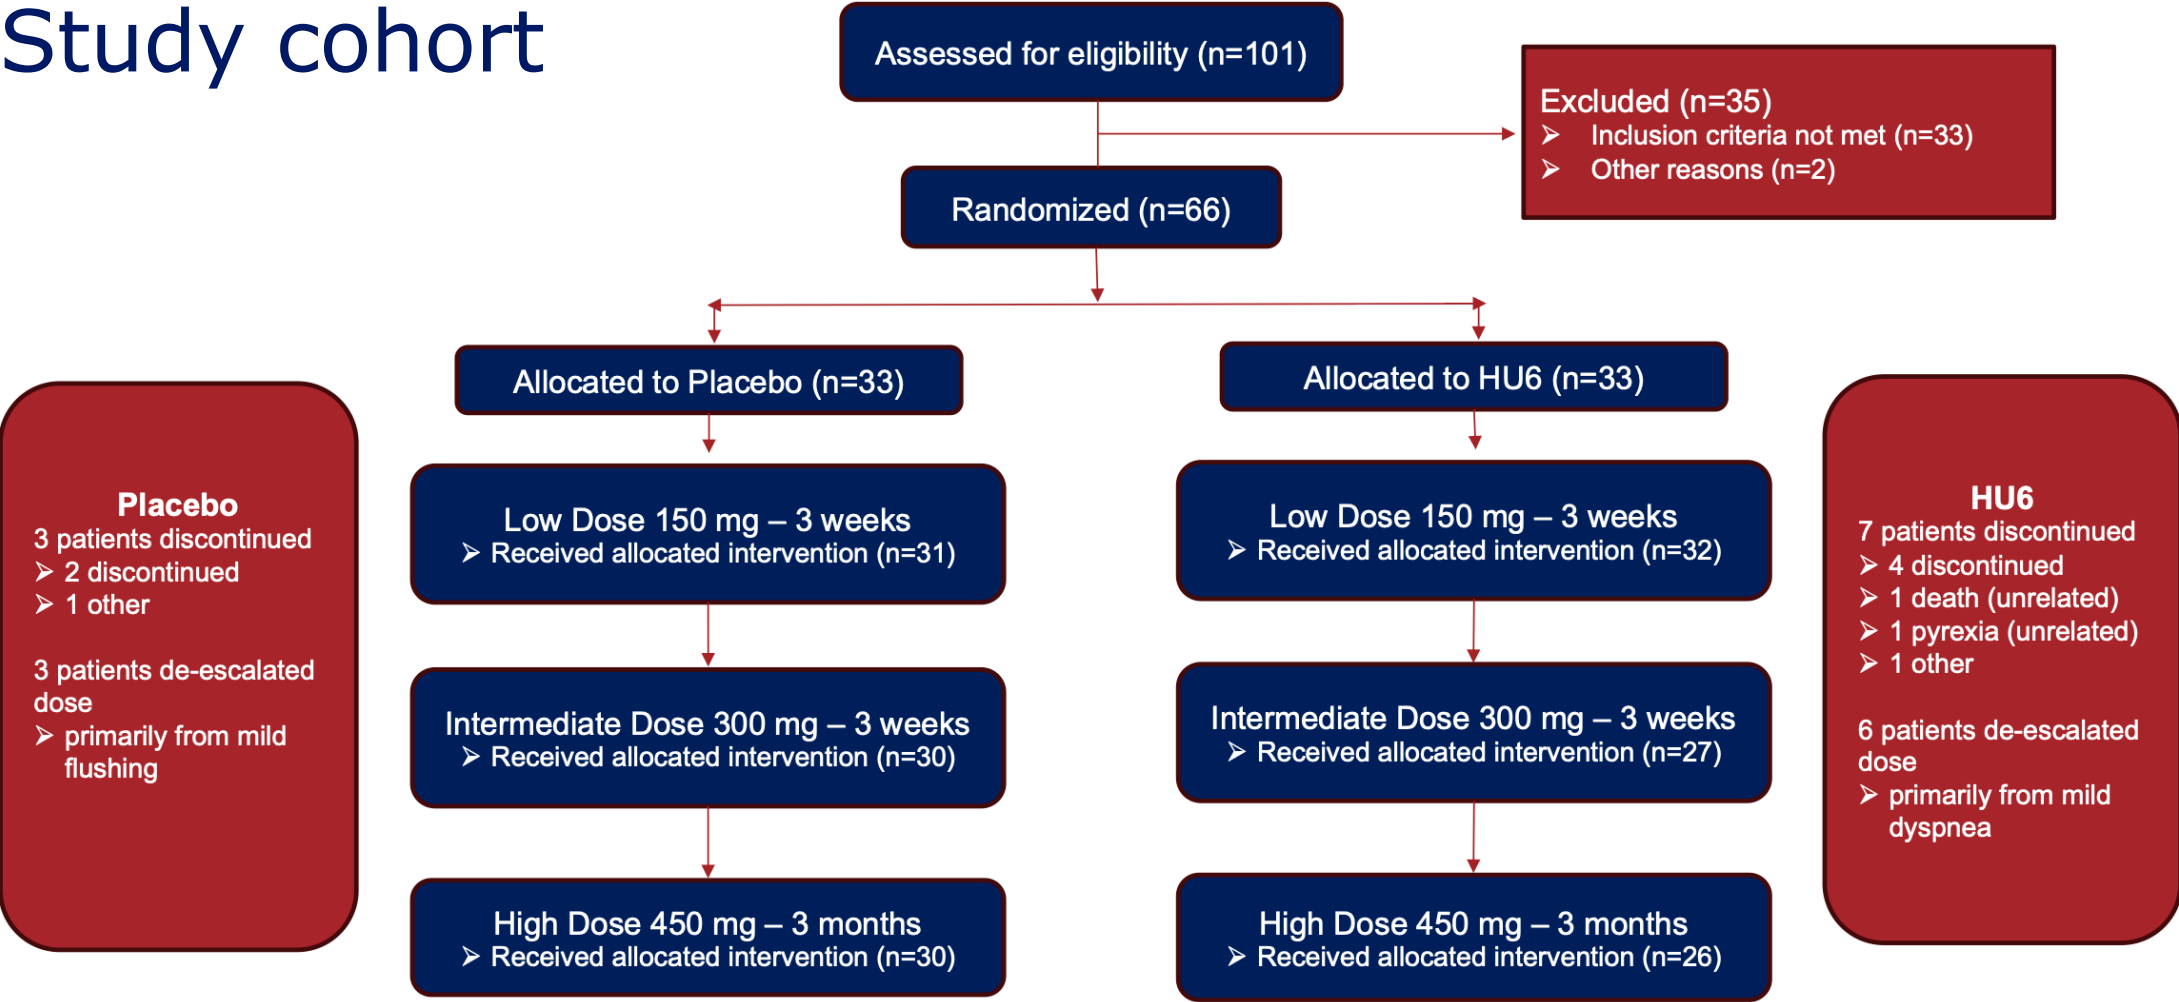 Study cohort
Assessed for eligibility (n=101)
Excluded (n=35)
➢ Inclusion criteria not met (n=33)
➢ Other reasons (n=2)
Randomized (n=66)
Allocated to Placebo (n=33)
Allocated to HU6 (n=33)
Placebo
3 patients discontinued
➢ 2 discontinued
➢ 1 other
3 patients de-escalated
dose
➢ primarily from mild
flushing
Low Dose 150 mg – 3 weeks
➢ Received allocated intervention (n=31)
Intermediate Dose 300 mg – 3 weeks
➢ Received allocated intervention (n=30)
High Dose 450 mg – 3 months
➢ Received allocated intervention (n=30)
Low Dose 150 mg – 3 weeks
➢ Received allocated intervention (n=32)
Intermediate Dose 300 mg – 3 weeks
➢ Received allocated intervention (n=27)
High Dose 450 mg – 3 months
➢ Received allocated intervention (n=26)
HU6
7 patients discontinued
➢ 4 discontinued
➢ 1 death (unrelated)
➢ 1 pyrexia (unrelated)
➢ 1 other
6 patients de-escalated
dose
➢ primarily from mild
dyspnea